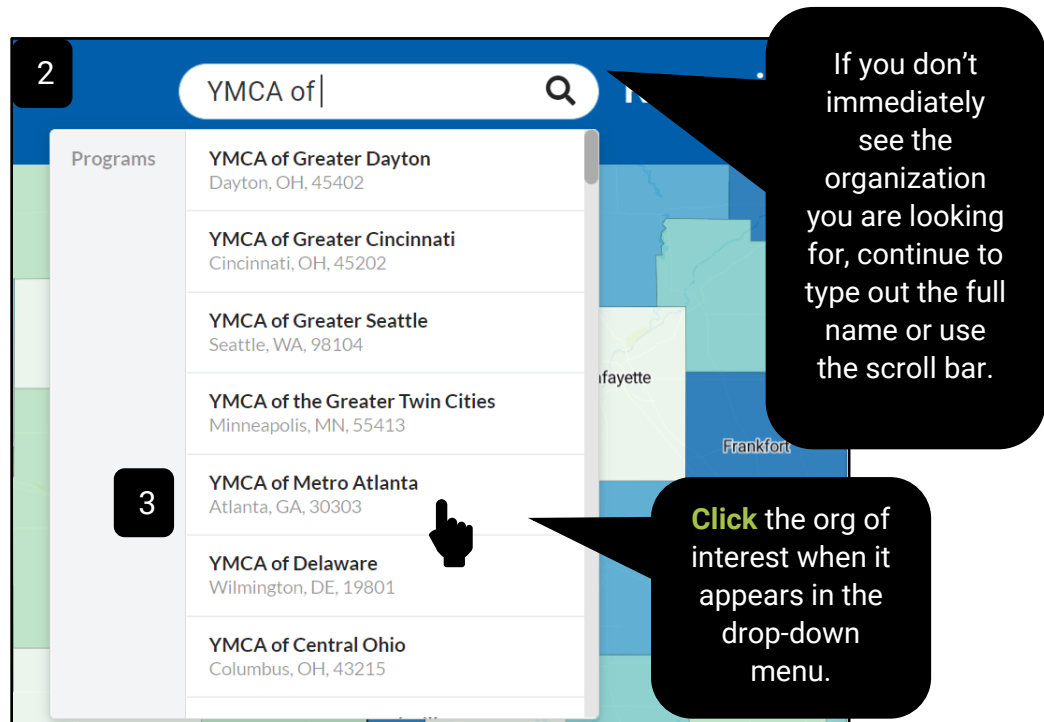 2
YMCA of
If you don't
immediately
see the
organization
you are looking
for, continue to
type out the full
name or use
the scroll bar.
Programs
YMCA of Greater Dayton
Dayton, OH, 45402
YMCA of Greater Cincinnati
Cincinnati, OH, 45202
YMCA of Greater Seattle
Seattle, WA, 98104
YMCA of the Greater Twin Cities
Minneapolis, MN, 55413
YMCA of Metro Atlanta
Atlanta, GA, 30303
YMCA of Delaware
Wilmington, DE, 19801
YMCA of Central Ohio
Columbus, OH, 43215
fayette
Frankfort
3
Click the org of
interest when it
appears in the
drop-down
menu.